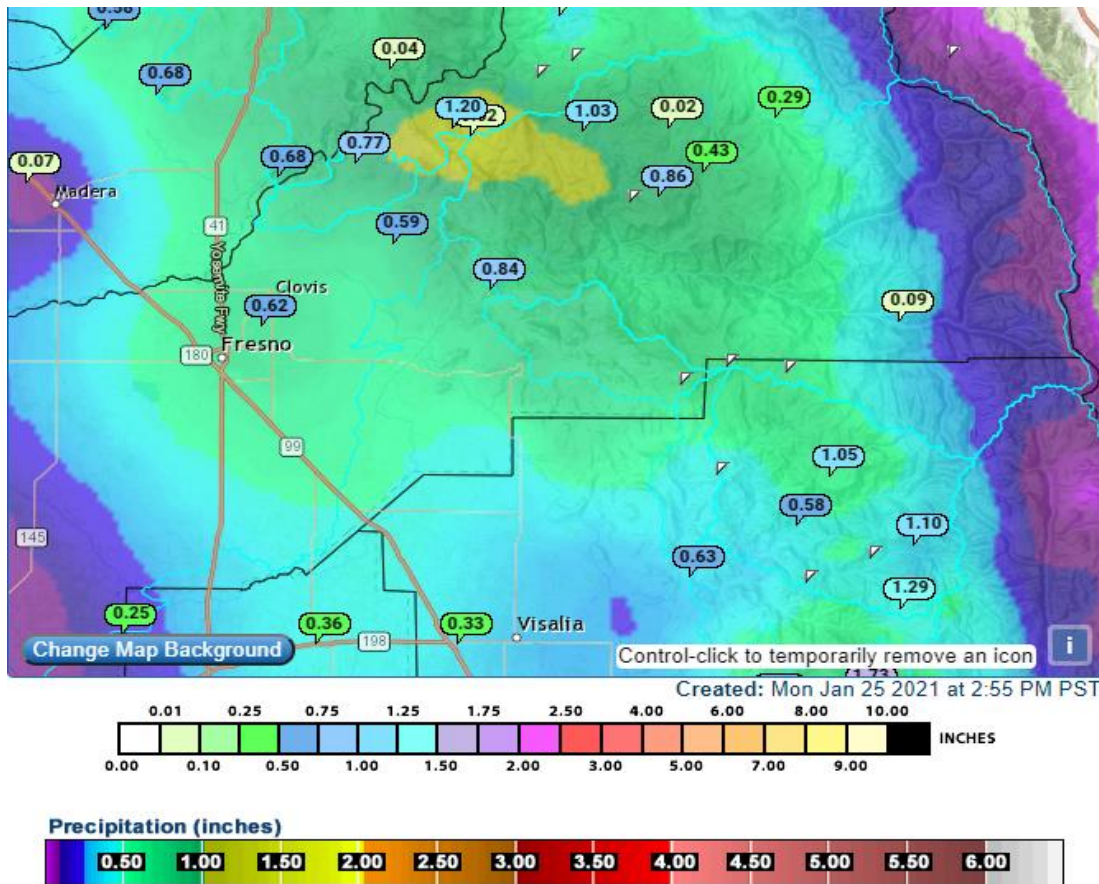 0.58
0.04
0.68
1.20
1.03
0.02
0.29
0.77
0.68
0.43
0.07
0.86
Madera
0.59
41
Yosemite Fwy
0.84
Clovis
0.62
0.09
Fresno
180
99
1.05
0.58
145
1.10
0.63
1.29
0.25
0.36
0.33
Visalia
198
Change Map Background
Control-click to temporarily remove an icon
i
1.73
Created: Mon Jan 25 2021 at 2:55 PM PST
0.01 0.25 0.75 1.25 1.75 2.50 4.00 6.00 8.00 10.00
INCHES
0.00 0.10 0.50 1.00 1.50 2.00 3.00 5.00 7.00 9.00
Precipitation (inches)
0.50 1.00 1.50 2.00 2.50 3.00 3.50 4.00 4.50 5.00 5.50 6.00